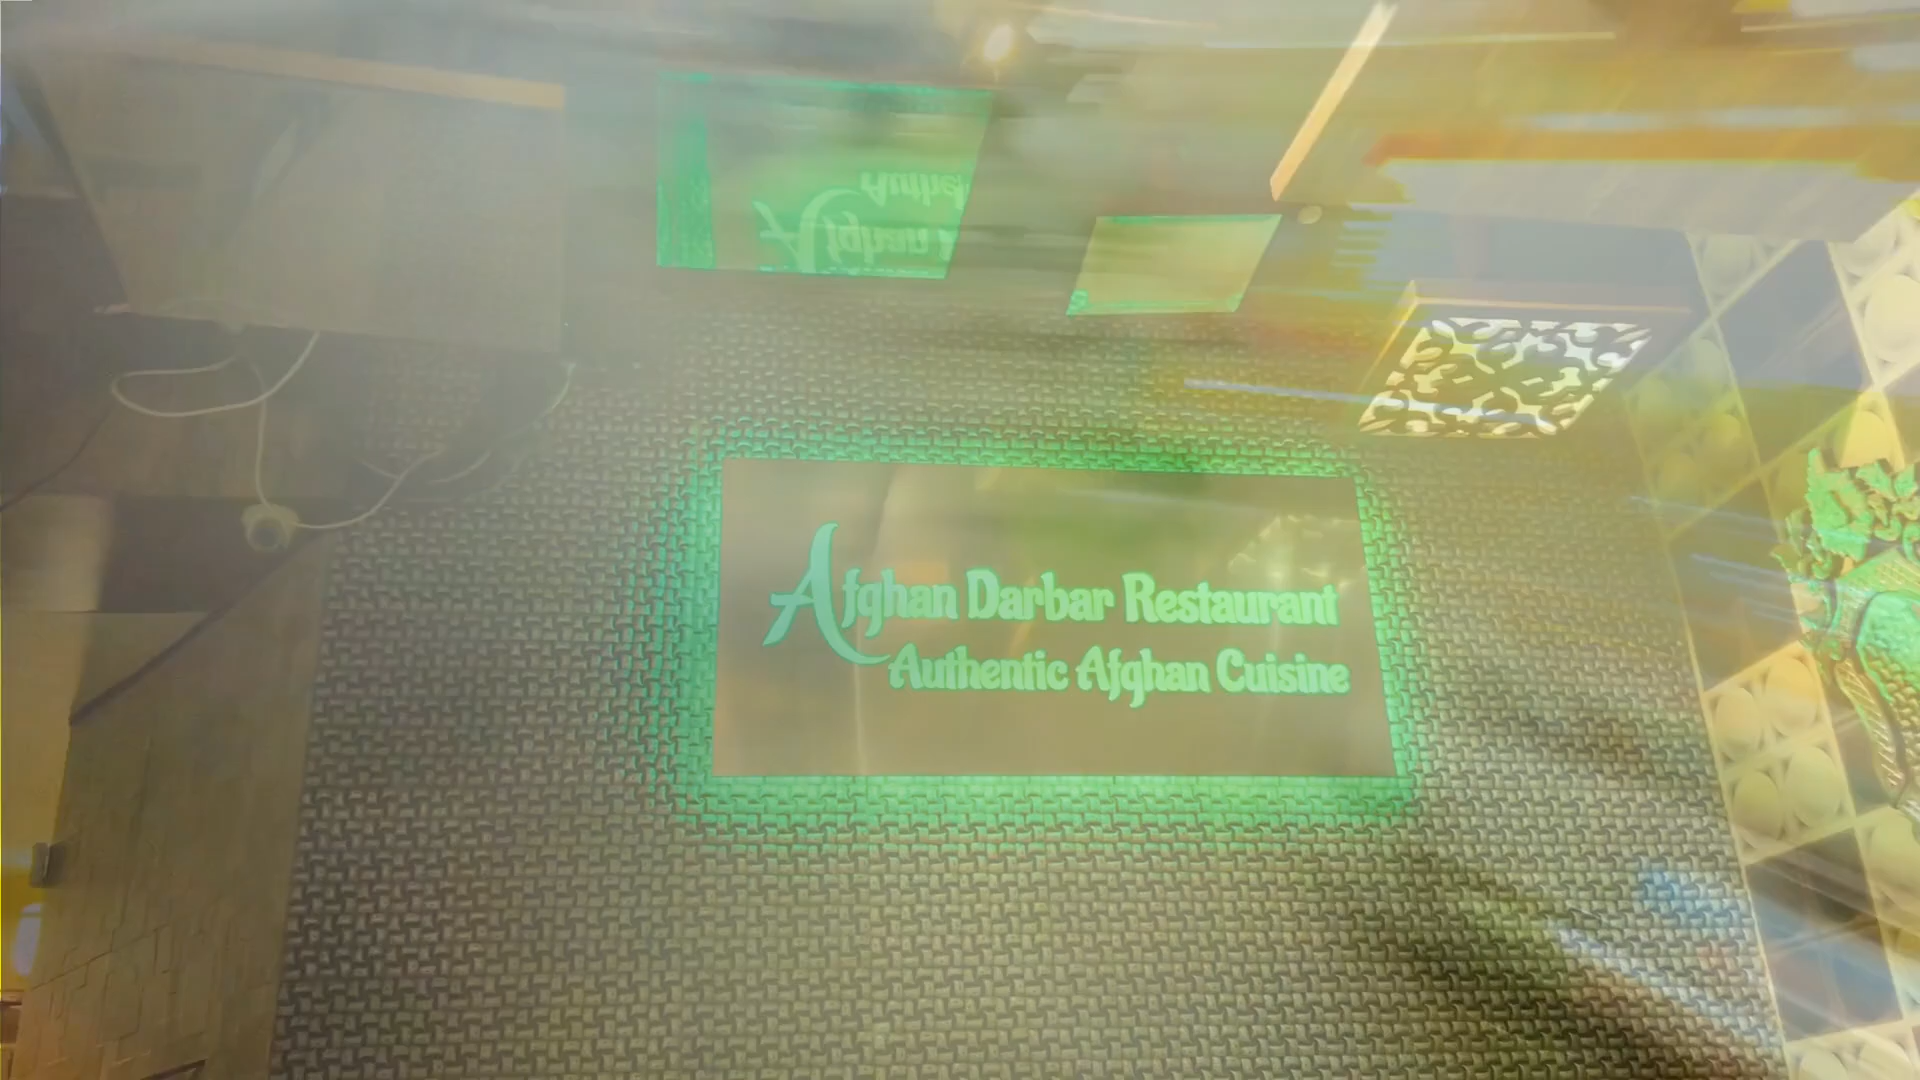 Afghan Darbar Restaurant
Authentic Afghan Cuisine